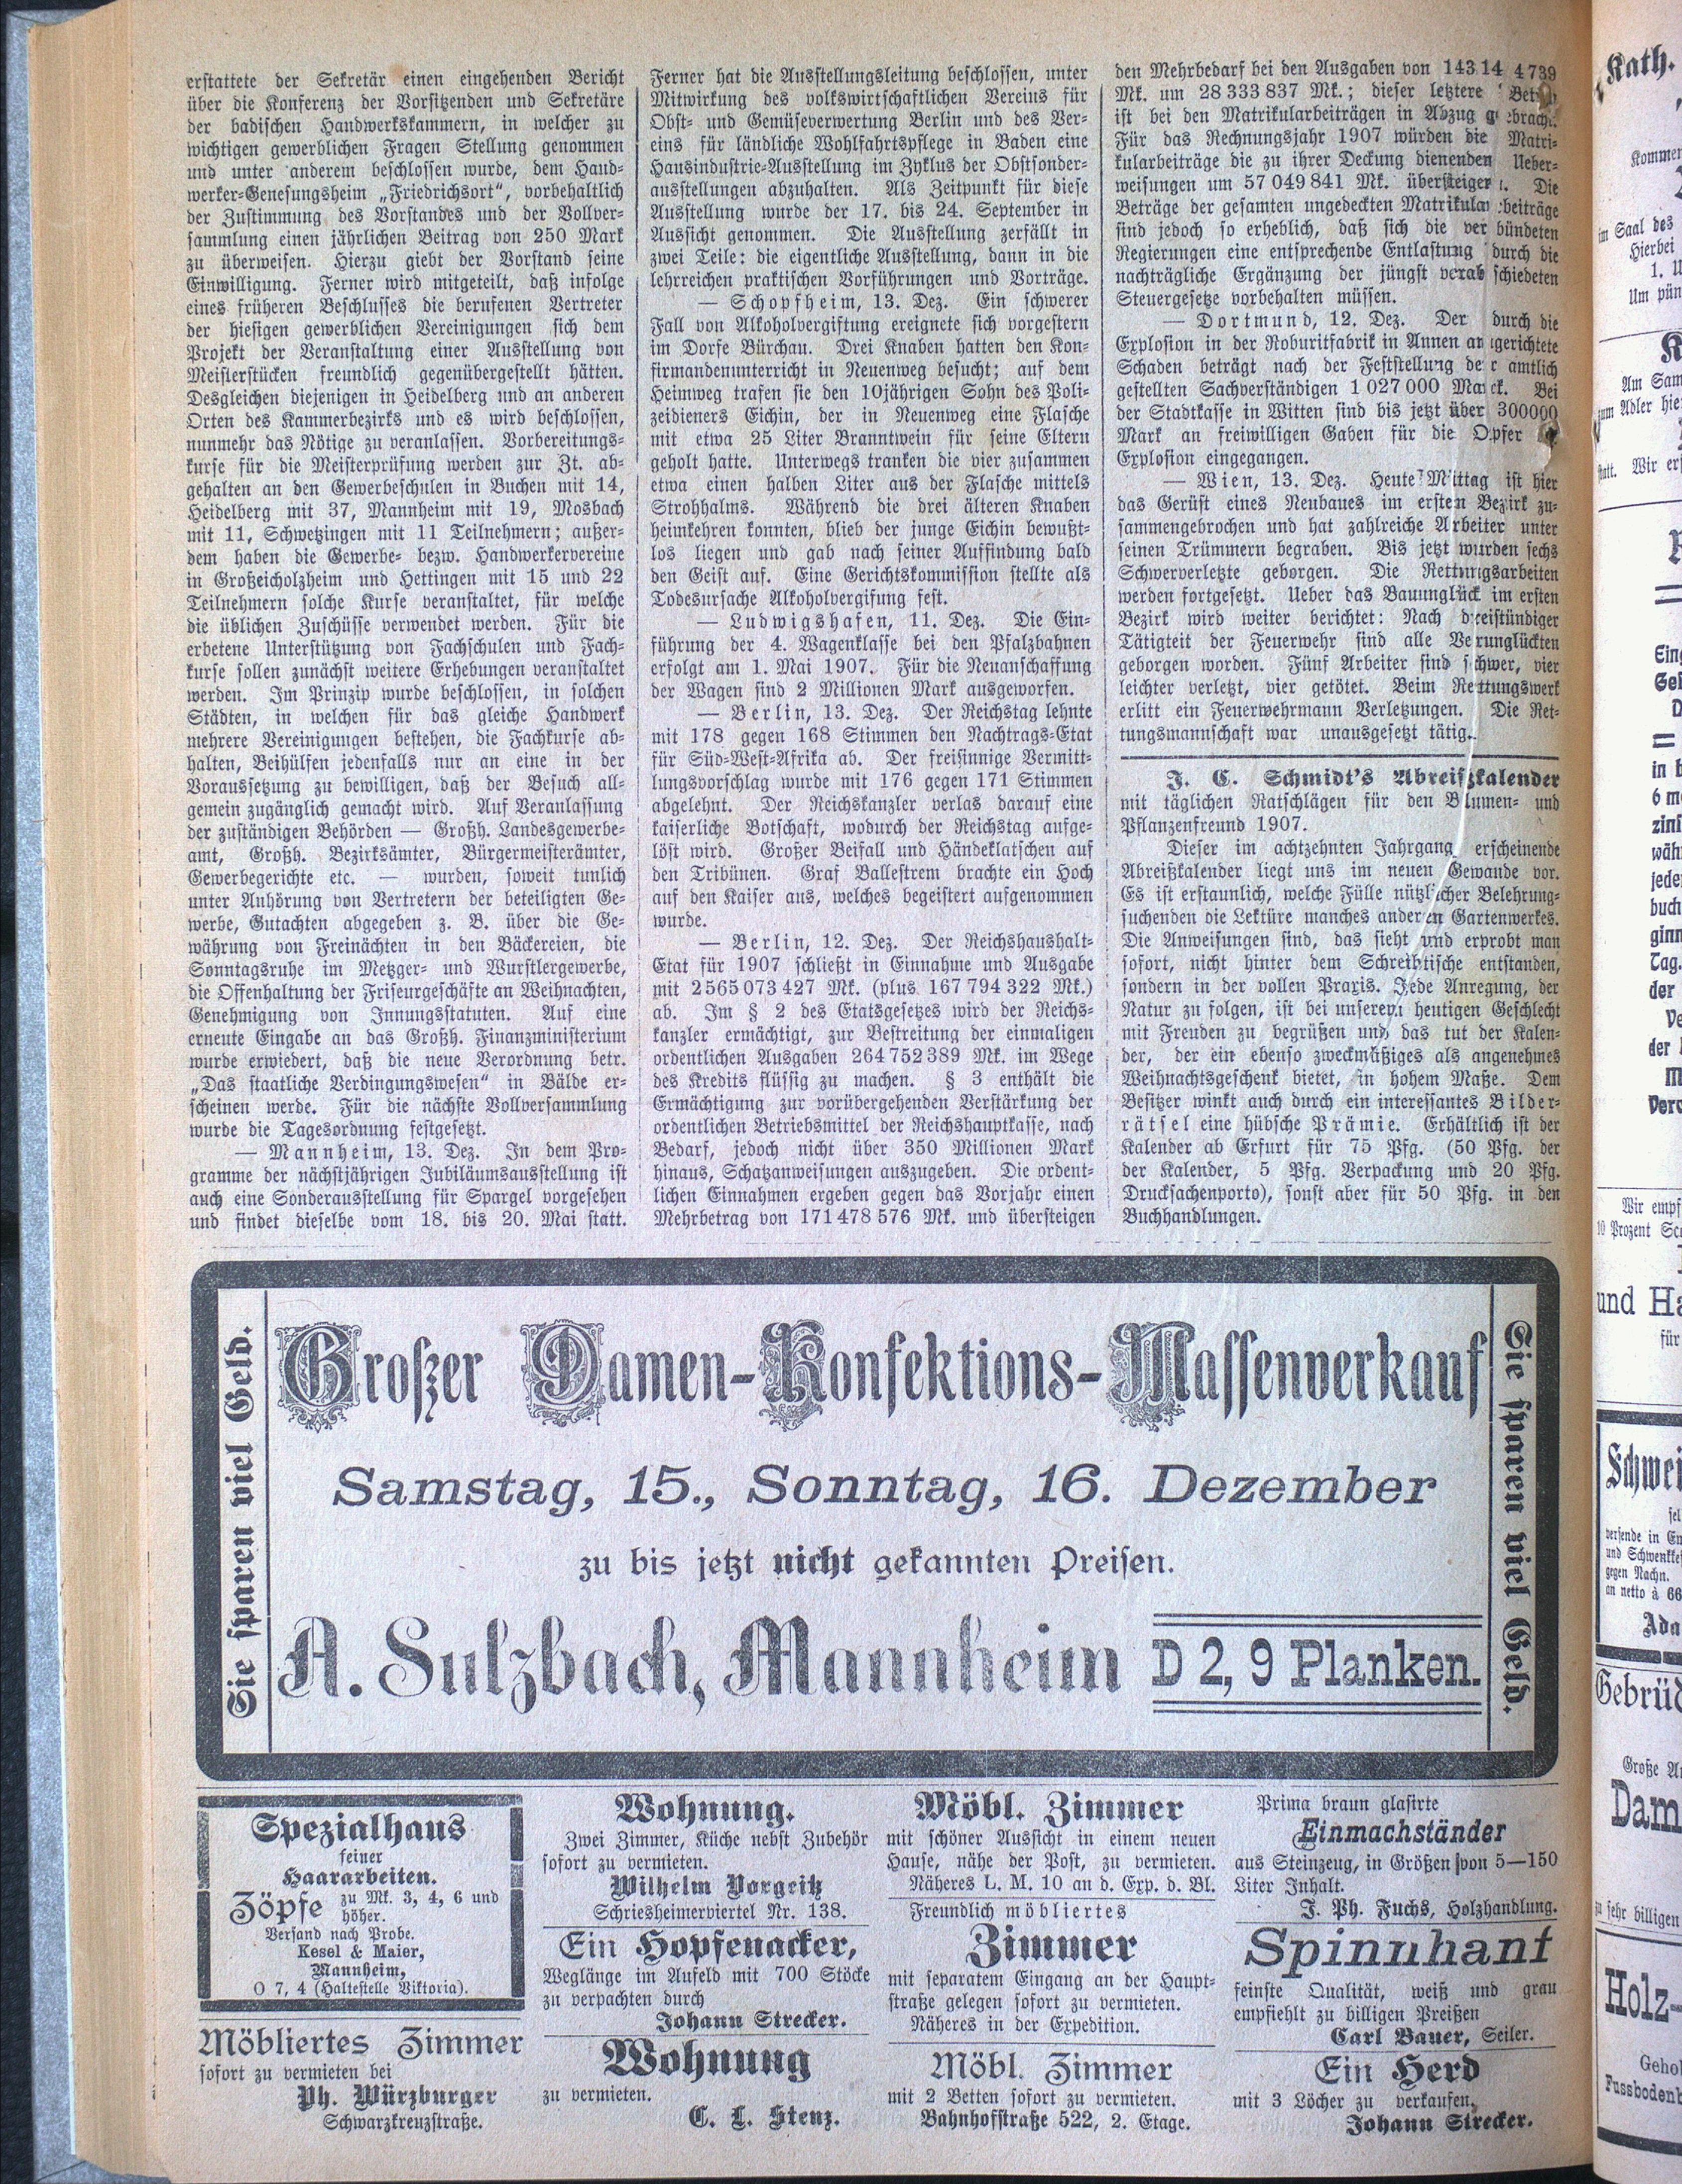 erstattete der Sekretär einen eingehenden Bericht
über die Konferenz der Vorsitzenden und Sekretäre
der badischen Handwerkskammern, in welcher zu
wichtigen gewerblichen Fragen Stellung genommen
und unter anderem beschlossen wurde, dem Hand-
werker-Genesungsheim „Friedrichsort“, vorbehaltlich
der Zustimmung des Vorstandes und der Vollver-
sammlung einen jährlichen Beitrag von 250 Mark
zu überweisen. Hierzu giebt der Vorstand seine
Einwilligung. Ferner wird mitgeteilt, daß infolge
eines früheren Beschlusses die berufenen Vertreter
der hiesigen gewerblichen Vereinigungen sich dem
Projekt der Veranstaltung einer Ausstellung von
Meisterstücken freundlich gegenübergestellt hätten.
Desgleichen diejenigen in Heidelberg und an anderen
Orten des Kammerbezirks und es wird beschlossen,
nunmehr das Nötige zu veranlassen. Vorbereitungs-
kurse für die Meisterprüfung werden zur Zt. ab-
gehalten an den Gewerbeschulen in Buchen mit 14,
Heidelberg mit 37, Mannheim mit 19, Mosbach
mit 11, Schwetzingen mit 11 Teilnehmern; außer-
dem haben die Gewerbe- bezw. Handwerkervereine
in Großeicholzheim und Hettingen mit 15 und 22
Teilnehmern solche Kurse veranstaltet, für welche
die üblichen Zuschüsse verwendet werden. Für die
erbetene Unterstützung von Fachschulen und Fach-
kurse sollen zunächst weitere Erhebungen veranstaltet
werden. Im Prinzip wurde beschlossen, in solchen
Städten, in welchen für das gleiche Handwerk
mehrere Vereinigungen bestehen, die Fachkurse ab-
halten, Beihülfen jedenfalls nur an eine in der
Voraussetzung zu bewilligen, daß der Besuch all-
gemein zugänglich gemacht wird. Auf Veranlassung
der zuständigen Behörden — Großh. Landesgewerbe-
amt, Großh. Bezirksämter, Bürgermeisterämter,
Gewerbegerichte etc. — wurden, soweit tunlich
unter Anhörung von Vertretern der beteiligten Ge-
werbe, Gutachten abgegeben z. B. über die Ge-
währung von Freinächten in den Bäckereien, die
Sonntagsruhe im Metzger- und Wurstlergewerbe,
die Offenhaltung der Friseurgeschäfte an Weihnachten,
Genehmigung von Innungsstatuten. Auf eine
erneute Eingabe an das Großh. Finanzministerium
wurde erwiedert, daß die neue Verordnung betr.
„Das staatliche Verdingungswesen“ in Bälde er-
scheinen werde. Für die nächste Vollversammlung
wurde die Tagesordnung festgesetzt.
— Mannheim, 13. Dez. In dem Pro-
gramme der nächstjährigen Jubiläumsausstellung ist
auch eine Sonderausstellung für Spargel vorgesehen
und findet dieselbe vom 18. bis 20. Mai statt.
Ferner hat die Ausstellungsleitung beschlossen, unter
Mitwirkung des volkswirtschaftlichen Vereins für
Obst- und Gemüseverwertung Berlin und des Ver-
eins für ländliche Wohlfahrtspflege in Baden eine
Hausindustrie-Ausstellung im Zyklus der Obstsonder-
ausstellungen abzuhalten. Als Zeitpunkt für diese
Ausstellung wurde der 17. bis 24. September in
Aussicht genommen. Die Ausstellung zerfällt in
zwei Teile: die eigentliche Ausstellung, dann in die
lehrreichen praktischen Vorführungen und Vorträge.
— Schopfheim, 13. Dez. Ein schwerer
Fall von Alkoholvergiftung ereignete sich vorgestern
im Dorfe Bürchau. Drei Knaben hatten den Kon-
firmandenunterricht in Neuenweg besucht; auf dem
Heimweg trafen sie den 10jährigen Sohn des Poli-
zeidieners Eichin, der in Neuenweg eine Flasche
mit etwa 25 Liter Branntwein für seine Eltern
geholt hatte. Unterwegs tranken die vier zusammen
etwa einen halben Liter aus der Flasche mittels
Strohhalms. Während die drei älteren Knaben
heimkehren konnten, blieb der junge Eichin bewußt-
los liegen und gab nach seiner Auffindung bald
den Geist auf. Eine Gerichtskommission stellte als
Todesursache Alkoholvergifung fest.
— Ludwigshafen, 11. Dez. Die Ein-
führung der 4. Wagenklasse bei den Pfalzbahnen
erfolgt am 1. Mai 1907. Für die Neuanschaffung
der Wagen sind 2 Millionen Mark ausgeworfen.
— Berlin, 13. Dez. Der Reichstag lehnte
mit 178 gegen 168 Stimmen den Nachtrags-Etat
für Süd-West-Afrika ab. Der freisinnige Vermitt-
lungsvorschlag wurde mit 176 gegen 171 Stimmen
abgelehnt. Der Reichskanzler verlas darauf eine
kaiserliche Botschaft, wodurch der Reichstag aufge-
löst wird. Großer Beifall und Händeklatschen auf
den Tribünen. Graf Ballestrem brachte ein Hoch
auf den Kaiser aus, welches begeistert aufgenommen
wurde.
— Berlin, 12. Dez. Der Reichshaushalt-
Etat für 1907 schließt in Einnahme und Ausgabe
mit 2565 073 427 Mk. (plus 167 794 322 Mk.)
ab. Im § 2 des Etatsgesetzes wird der Reichs-
kanzler ermächtigt, zur Bestreitung der einmaligen
ordentlichen Ausgaben 264 752 389 Mk. im Wege
des Kredits flüssig zu machen. § 3 enthält die
Ermächtigung zur vorübergehenden Verstärkung der
ordentlichen Betriebsmittel der Reichshauptkasse, nach
Bedarf, jedoch nicht über 350 Millionen Mark
hinaus, Schatzanweisungen auszugeben. Die ordent-
lichen Einnahmen ergeben gegen das Vorjahr einen
Mehrbetrag von 171 478 576 Mk. und übersteigen
den Mehrbedarf bei den Ausgaben von 143 14 4 739
Mk. um 28 333 837 Mk.; dieser letztere
ist bei den Matrikularbeiträgen in Abzug gebracht.
Für das Rechnungsjahr 1907 würden die Matri-
kularbeiträge die zu ihrer Deckung dienenden Ueber-
weisungen um 57 049 841 Mk. übersteigen. Die
Beträge der gesamten ungedeckten Matrikularbeiträge
sind jedoch so erheblich, daß sich die verbündeten
Regierungen eine entsprechende Entlastung durch die
nachträgliche Ergänzung der jüngst verabschiedeten
Steuergesetze vorbehalten müssen.
— Dortmund, 12. Dez. Der durch die
Explosion in der Roburitfabrik in Annen angerichtete
Schaden beträgt nach der Feststellung der amtlich
gestellten Sachverständigen 1 027 000 Marck. Bei
der Stadtkasse in Witten sind bis jetzt über 300000
Mark an freiwilligen Gaben für die Opfer
Explosion eingegangen.
— Wien, 13. Dez. Heute Mittag ist hier
das Gerüst eines Neubaues im ersten Bezirk zu-
sammengebrochen und hat zahlreiche Arbeiter unter
seinen Trümmern begraben. Bis jetzt wurden sechs
Schwerverletzte geborgen. Die Rettungsarbeiten
werden fortgesetzt. Ueber das Bauunglück im ersten
Bezirk wird weiter berichtet: Nach dreistündiger
Tätigteit der Feuerwehr sind alle Verunglückten
geborgen worden. Fünf Arbeiter sind schwer, vier
leichter verletzt, vier getötet. Beim Rettungswerk
erlitt ein Feuerwehrmann Verletzungen. Die Ret-
tungsmannschaft war unausgesetzt tätig.
J. C. Schmidt's Abreißkalender
mit täglichen Ratschlägen für den Blumen- und
Pflanzenfreund 1907.
Dieser im achtzehnten Jahrgang erscheinende
Abreißkalender liegt uns im neuen Gewande vor.
Es ist erstaunlich, welche Fülle nützlicher Belehrung-
suchenden die Lektüre manches anderen Gartenwerkes.
Die Anweisungen sind, das sieht und erprobt man
sofort, nicht hinter dem Schreibtische entstanden,
sondern in der vollen Praxis. Jede Anregung, der
Natur zu folgen, ist bei unserem heutigen Geschlecht
mit Freuden zu begrüßen und das tut der Kalen-
der, der ein ebenso zweckmäßiges als angenehmes
Weihnachtsgeschenk bietet, in hohem Maße. Dem
Besitzer winkt auch durch ein interessantes Bilder-
rätsel eine hübsche Prämie. Erhältlich ist der
Kalender ab Erfurt für 75 Pfg. (50 Pfg. der
der Kalender, 5 Pfg. Verpackung und 20 Pfg.
Drucksachenporto), sonst aber für 50 Pfg. in den
Buchhandlungen.
Sie sparen viel Geld.
Großer Damen-Konfektions-Massenverkauf
Samstag, 15., Sonntag, 16. Dezember
zu bis jetzt nicht gekannten Preisen.
A. Sulzbach, Mannheim D 2, 9 Planken.
Sie sparen viel Geld.
Spezialhaus
feiner
Haararbeiten.
Zöpfe zu Mk. 3, 4, 6 und
höher.
Versand nach Probe.
Kesel & Maier,
Mannheim,
O 7, 4 (Haltestelle Viktoria).
Möbliertes Zimmer
sofort zu vermieten bei
Ph. Würzburger
Schwarzkreuzstraße.
Wohnung.
Zwei Zimmer, Küche nebst Zubehör
sofort zu vermieten.
Wilhelm Vorgeitz
Schriesheimerviertel Nr. 138.
Ein Hopfenacker,
Weglänge im Aufeld mit 700 Stöcke
zu verpachten durch
Johann Strecker.
Wohnung
zu vermieten.
C. L. Stenz.
Möbl. Zimmer
mit schöner Aussicht in einem neuen
Hause, nähe der Post, zu vermieten.
Näheres L. M. 10 an d. Exp. d. Bl.
Freundlich möbliertes
Zimmer
mit separatem Eingang an der Haupt-
straße gelegen sofort zu vermieten.
Näheres in der Expedition.
Möbl. Zimmer
mit 2 Betten sofort zu vermieten.
Bahnhofstraße 522, 2. Etage.
Prima braun glasirte
Einmachständer
aus Steinzeug, in Größen von 5—150
Liter Inhalt.
J. Ph. Fuchs, Holzhandlung.
Spinnhanf
feinste Qualität, weiß und grau
empfiehlt zu billigen Preißen
Carl Bauer, Seiler.
Ein Herd
mit 3 Löcher zu verkaufen.
Johann Strecker.
Kath.
im Saal des
Hierbei
Um pün
Am Sam
zum Adler hie
statt. Wir er
in b
6 m
jede
buch
Tag.
der
der
Wir empf
10 Prozent
und Ha
für
Schwei
versende in
und Schwenkfe
gegen Nachn.
an netto à 66
Ada
Gebrüd
Große
Dam
zu sehr billigen
Holz-
Geho
Fussbodenb